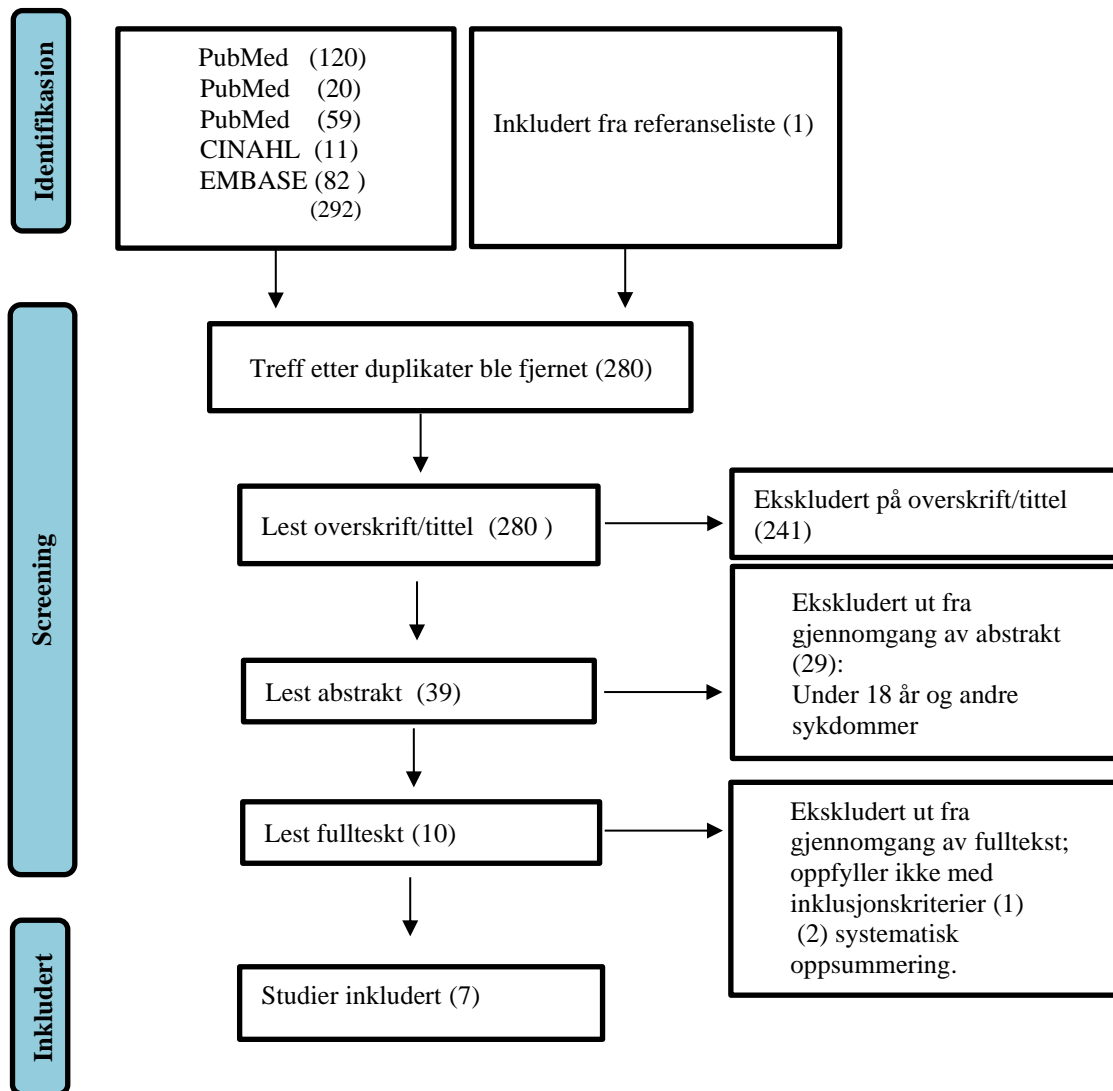 Identifikasion
PubMed (120)
PubMed (20)
PubMed (59)
CINAHL (11)
EMBASE (82 )
(292)
Inkludert fra referanseliste (1)
Screening
Treff etter duplikater ble fjernet (280)
Lest overskrift/tittel (280 )
Ekskludert på overskrift/tittel
(241)
Lest abstrakt (39)
Ekskludert ut fra
gjennomgang av abstrakt
(29):
Under 18 år og andre
sykdommer
Lest fullteskt (10)
Ekskludert ut fra
gjennomgang av fulltekst;
oppfyller ikke med
inklusjonskriterier (1)
(2) systematisk
oppsummering.
Inkludert
Studier inkludert (7)